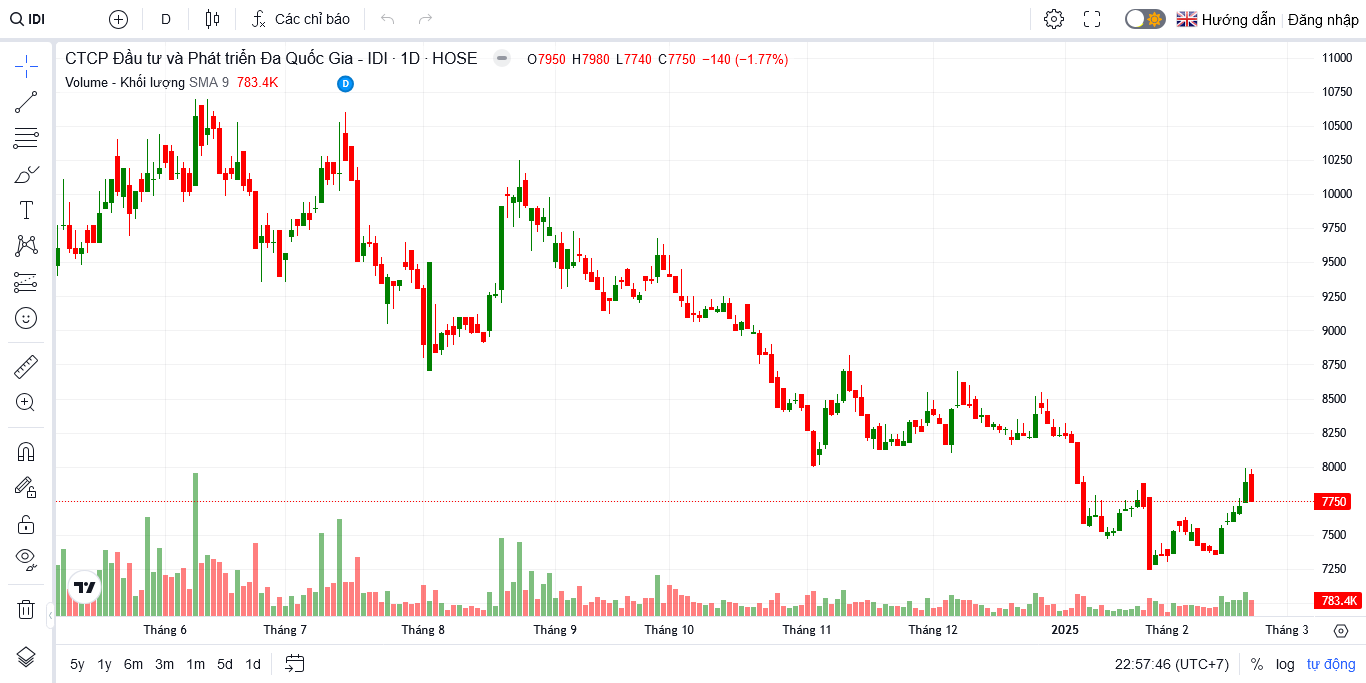 IDI D Các chỉ báo Hướng dẫn Đăng nhập
CTCP Đầu tư và Phát triển Đa Quốc Gia - IDI · 1D · HOSE O7950 H7980 L7740 C7750 −140 (−1.77%)
Volume - Khối lượng SMA 9 783.4K
D
11000
10750
10500
10250
10000
9750
9500
9250
9000
8750
8500
8250
8000
7750
7500
7250
783.4K
Tháng 6 Tháng 7 Tháng 8 Tháng 9 Tháng 10 Tháng 11 Tháng 12 2025 Tháng 2 Tháng 3
5y 1y 6m 3m 1m 5d 1d 22:57:46 (UTC+7) % log tự động